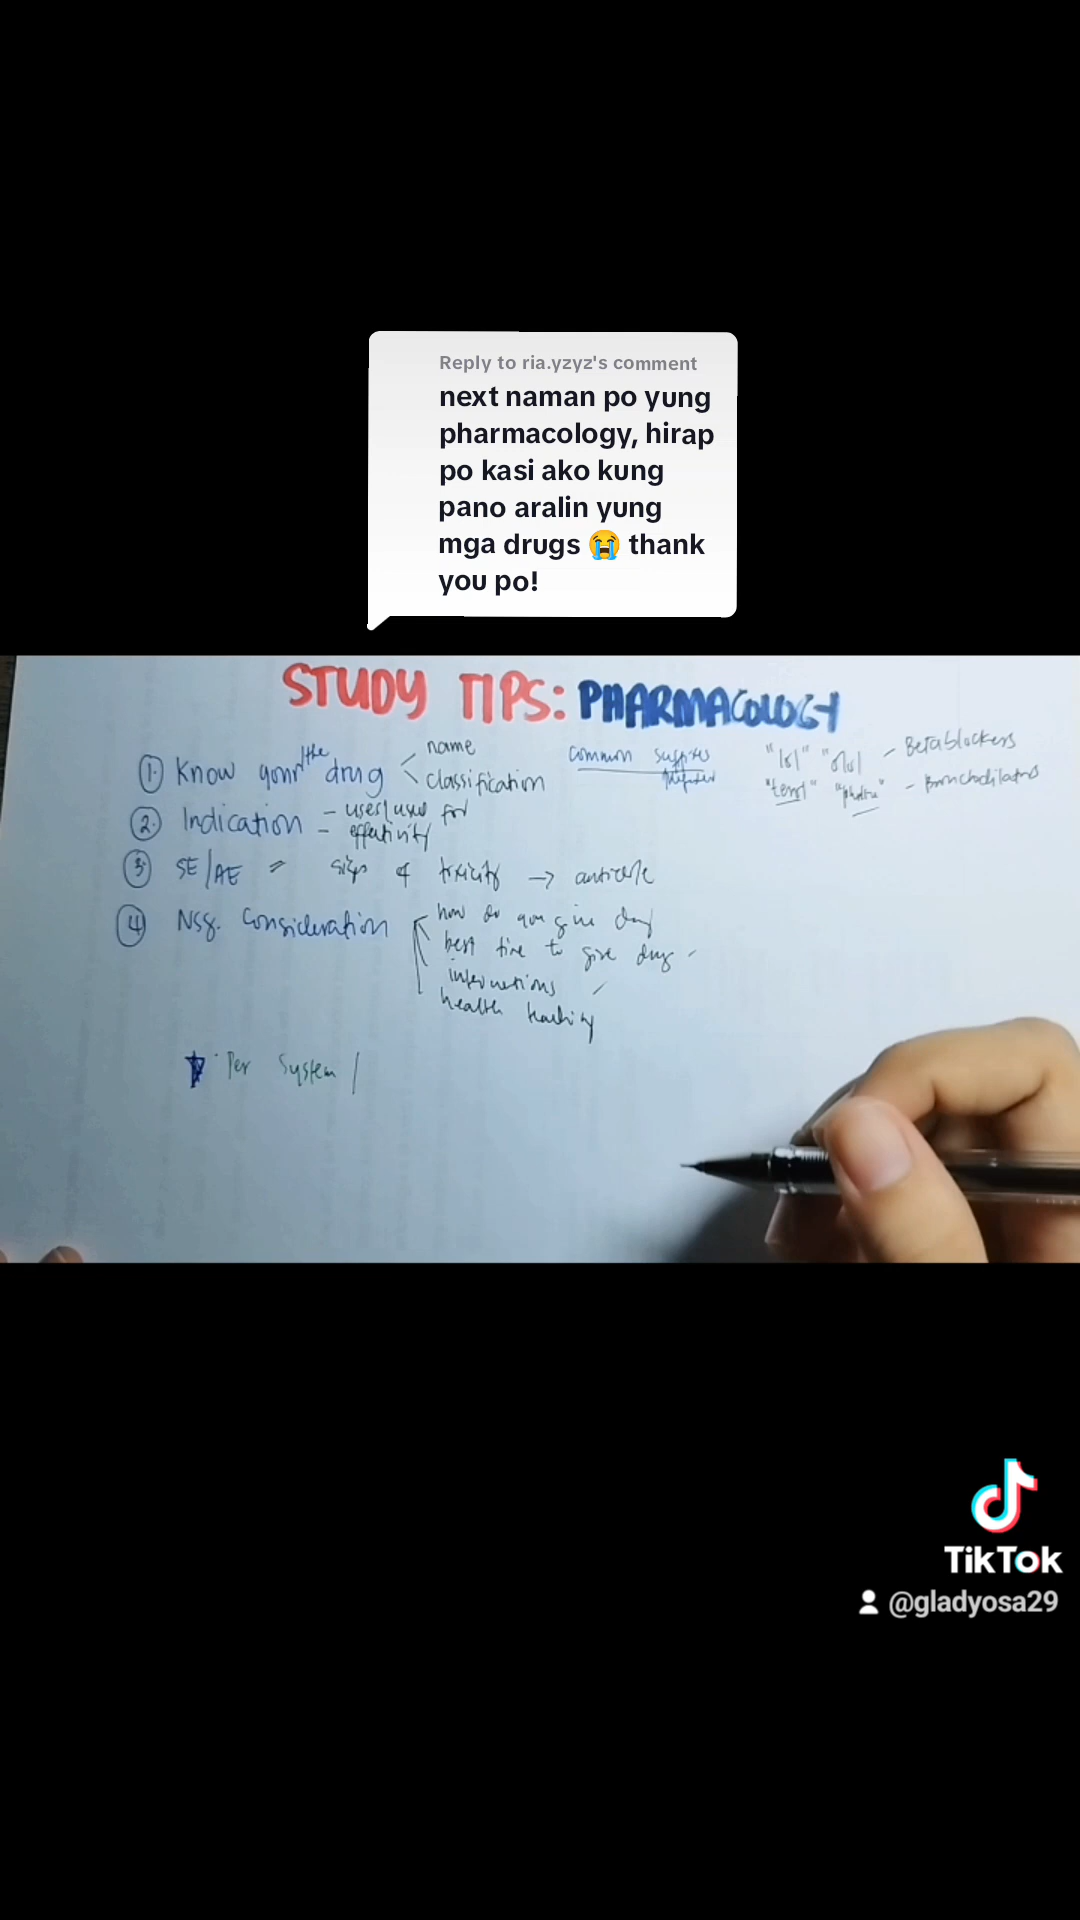 Reply to ria.yzyz's comment
next naman po yung
pharmacology, hirap
po kasi ako kung
pano aralin yung
mga drugs 😭 thank
you po!
STUDY TIPS: PHARMACOLOGY
① Know your/the drug
name
classification
common
"lol" "olol" - Betablockers
- Bronchodilators
② Indication
- uses/used for
- effectivity
③ SE/AE = signs of toxicity →
④ Nsg. Consideration
how do you give drug
best time to give drug
interventions
health teaching
Per System /
TikTok
@gladyosa29